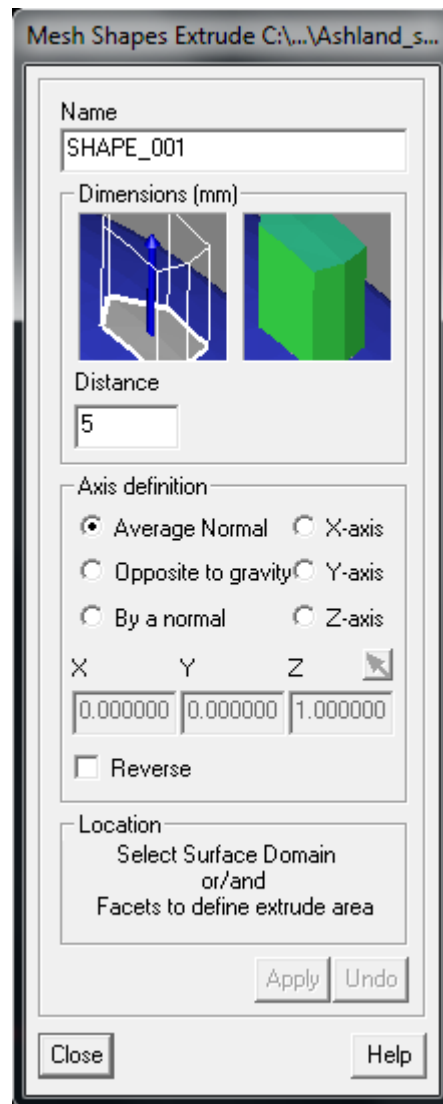 Mesh Shapes Extrude C:\...\Ashland_s...
Name
SHAPE_001
Dimensions (mm)
Distance
5
Axis definition
Average Normal X-axis
Opposite to gravity Y-axis
By a normal Z-axis
X Y Z
0.000000 0.000000 1.000000
Reverse
Location
Select Surface Domain
or/and
Facets to define extrude area
Apply Undo
Close Help